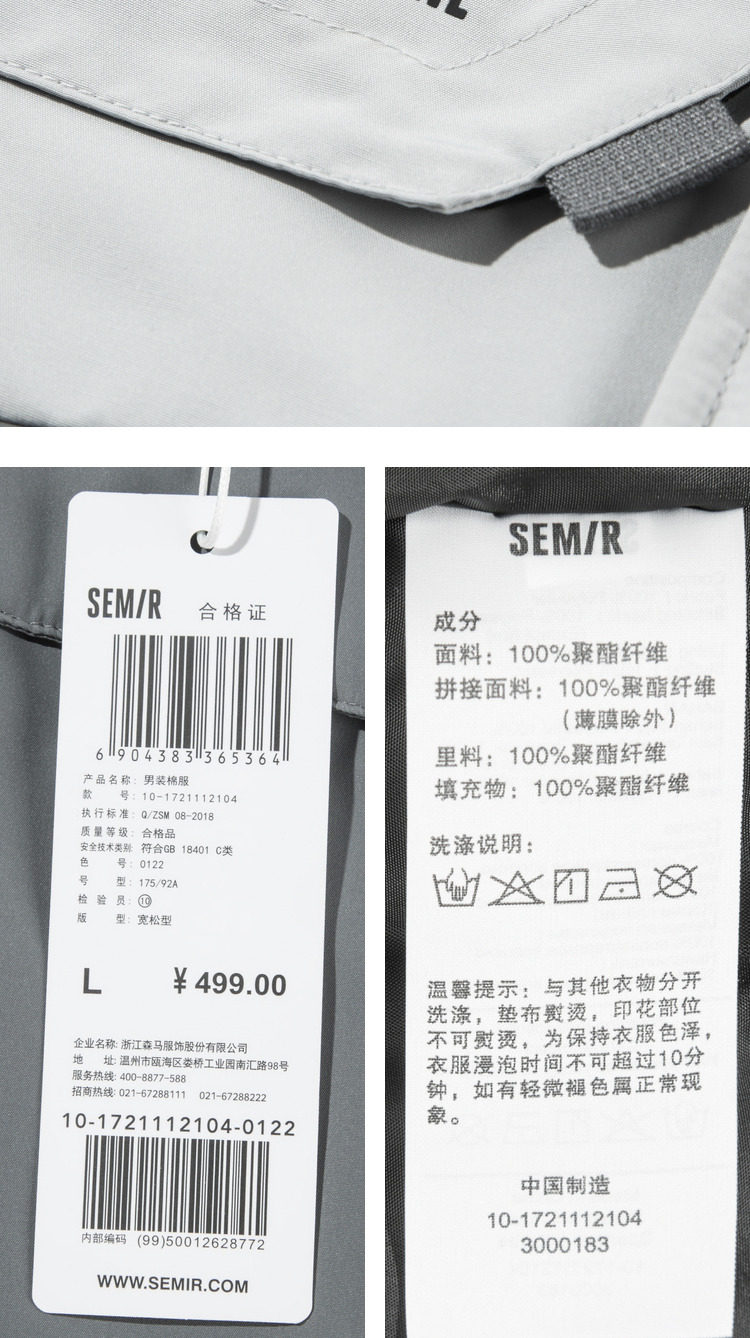 SEMIR 合格证
6 904383 365364
产品名称: 男装棉服
款 号: 10-1721112104
执行标准: Q/ZSM 08-2018
质量等级: 合格品
安全技术类别: 符合GB 18401 C类
色 号: 0122
号 型: 175/92A
检 验 员: ⑩
版 型: 宽松型
L ¥ 499.00
企业名称: 浙江森马服饰股份有限公司
地 址: 温州市瓯海区娄桥工业园南汇路98号
服务热线: 400-8877-588
招商热线: 021-67288111 021-67288222
10-1721112104-0122
内部编码 (99)50012628772
WWW.SEMIR.COM
SEMIR
成分
面料: 100%聚酯纤维
拼接面料: 100%聚酯纤维
(薄膜除外)
里料: 100%聚酯纤维
填充物: 100%聚酯纤维
洗涤说明:
温馨提示: 与其他衣物分开
洗涤, 垫布熨烫, 印花部位
不可熨烫, 为保持衣服色泽,
衣服浸泡时间不可超过10分
钟, 如有轻微褪色属正常现
象。
中国制造
10-1721112104
3000183